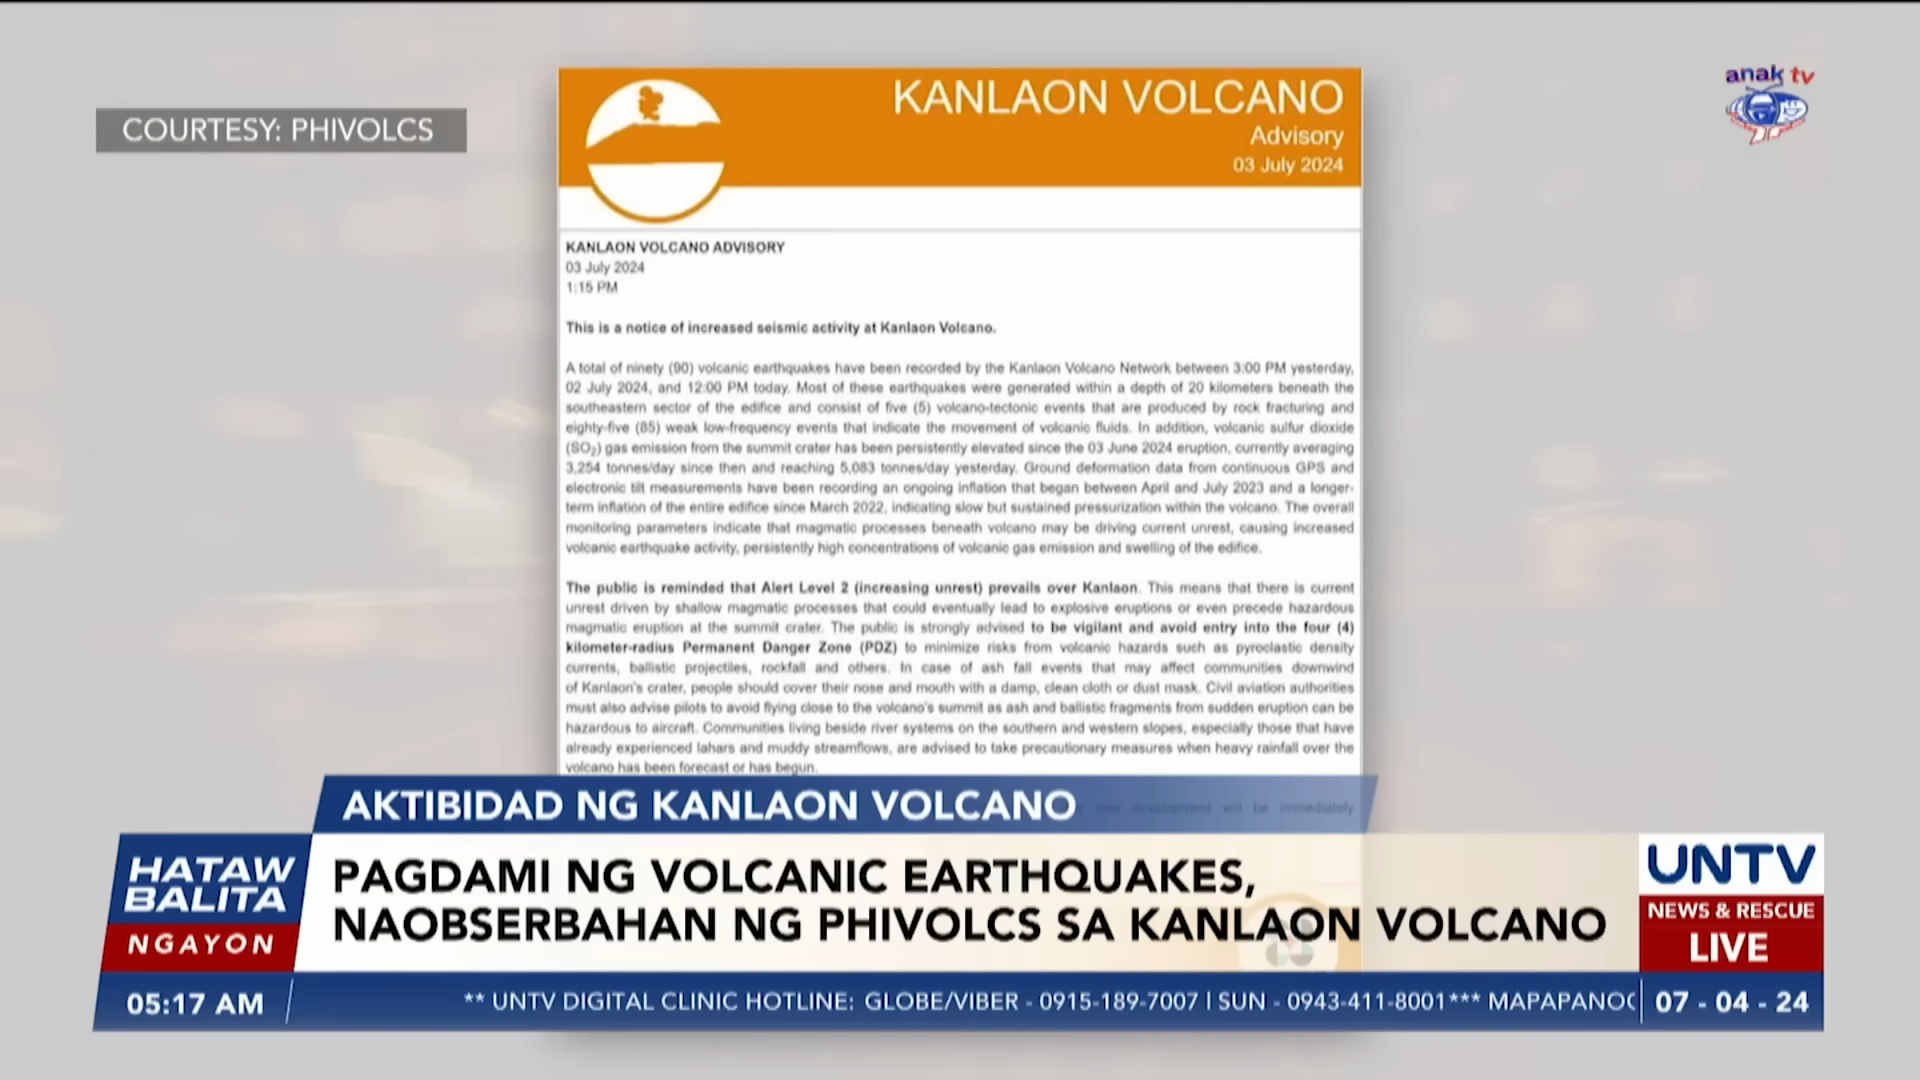 COURTESY: PHIVOLCS
anak tv
KANLAON VOLCANO
Advisory
03 July 2024
KANLAON VOLCANO ADVISORY
03 July 2024
1:15 PM
This is a notice of increased seismic activity at Kanlaon Volcano.
A total of ninety (90) volcanic earthquakes have been recorded by the Kanlaon Volcano Network between 3:00 PM yesterday,
02 July 2024, and 12:00 PM today. Most of these earthquakes were generated within a depth of 20 kilometers beneath the
southeastern sector of the edifice and consist of five (5) volcano-tectonic events that are produced by rock fracturing and
eighty-five (85) weak low-frequency events that indicate the movement of volcanic fluids. In addition, volcanic sulfur dioxide
(SO₂) gas emission from the summit crater has been persistently elevated since the 03 June 2024 eruption, currently averaging
3,254 tonnes/day since then and reaching 5,083 tonnes/day yesterday. Ground deformation data from continuous GPS and
electronic tilt measurements have been recording an ongoing inflation that began between April and July 2023 and a longer-
term inflation of the entire edifice since March 2022, indicating slow but sustained pressurization within the volcano. The overall
monitoring parameters indicate that magmatic processes beneath volcano may be driving current unrest, causing increased
volcanic earthquake activity, persistently high concentrations of volcanic gas emission and swelling of the edifice.
The public is reminded that Alert Level 2 (increasing unrest) prevails over Kanlaon. This means that there is current
unrest driven by shallow magmatic processes that could eventually lead to explosive eruptions or even precede hazardous
magmatic eruption at the summit crater. The public is strongly advised to be vigilant and avoid entry into the four (4)
kilometer-radius Permanent Danger Zone (PDZ) to minimize risks from volcanic hazards such as pyroclastic density
currents, ballistic projectiles, rockfall and others. In case of ash fall events that may affect communities downwind
of Kanlaon's crater, people should cover their nose and mouth with a damp, clean cloth or dust mask. Civil aviation authorities
must also advise pilots to avoid flying close to the volcano's summit as ash and ballistic fragments from sudden eruption can be
hazardous to aircraft. Communities living beside river systems on the southern and western slopes, especially those that have
already experienced lahars and muddy streamflows, are advised to take precautionary measures when heavy rainfall over the
volcano has been forecast or has begun.
new development will be immediately
AKTIBIDAD NG KANLAON VOLCANO
HATAW
BALITA
NGAYON
PAGDAMI NG VOLCANIC EARTHQUAKES,
NAOBSERBAHAN NG PHIVOLCS SA KANLAON VOLCANO
UNTV
NEWS & RESCUE
LIVE
05:17 AM
** UNTV DIGITAL CLINIC HOTLINE: GLOBE/VIBER - 0915-189-7007 | SUN - 0943-411-8001*** MAPAPANOO
07 - 04 - 24